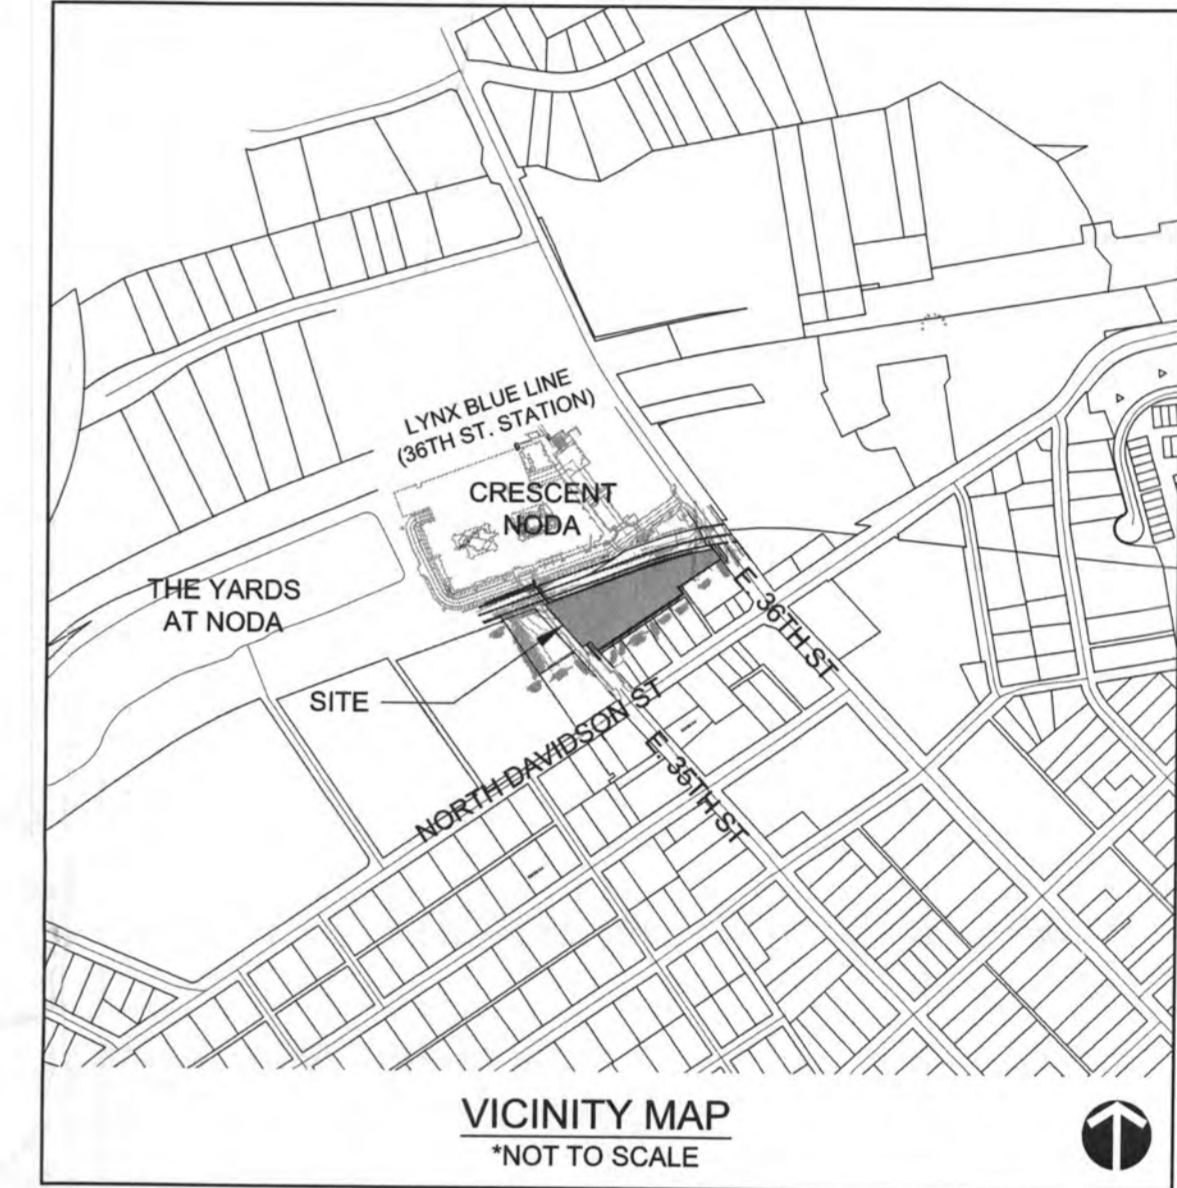 LYNX BLUE LINE
(36TH ST. STATION)
CRESCENT
NODA
THE YARDS
AT NODA
E. 36TH ST
SITE
NORTH DAVIDSON ST
E. 35TH ST
VICINITY MAP
*NOT TO SCALE